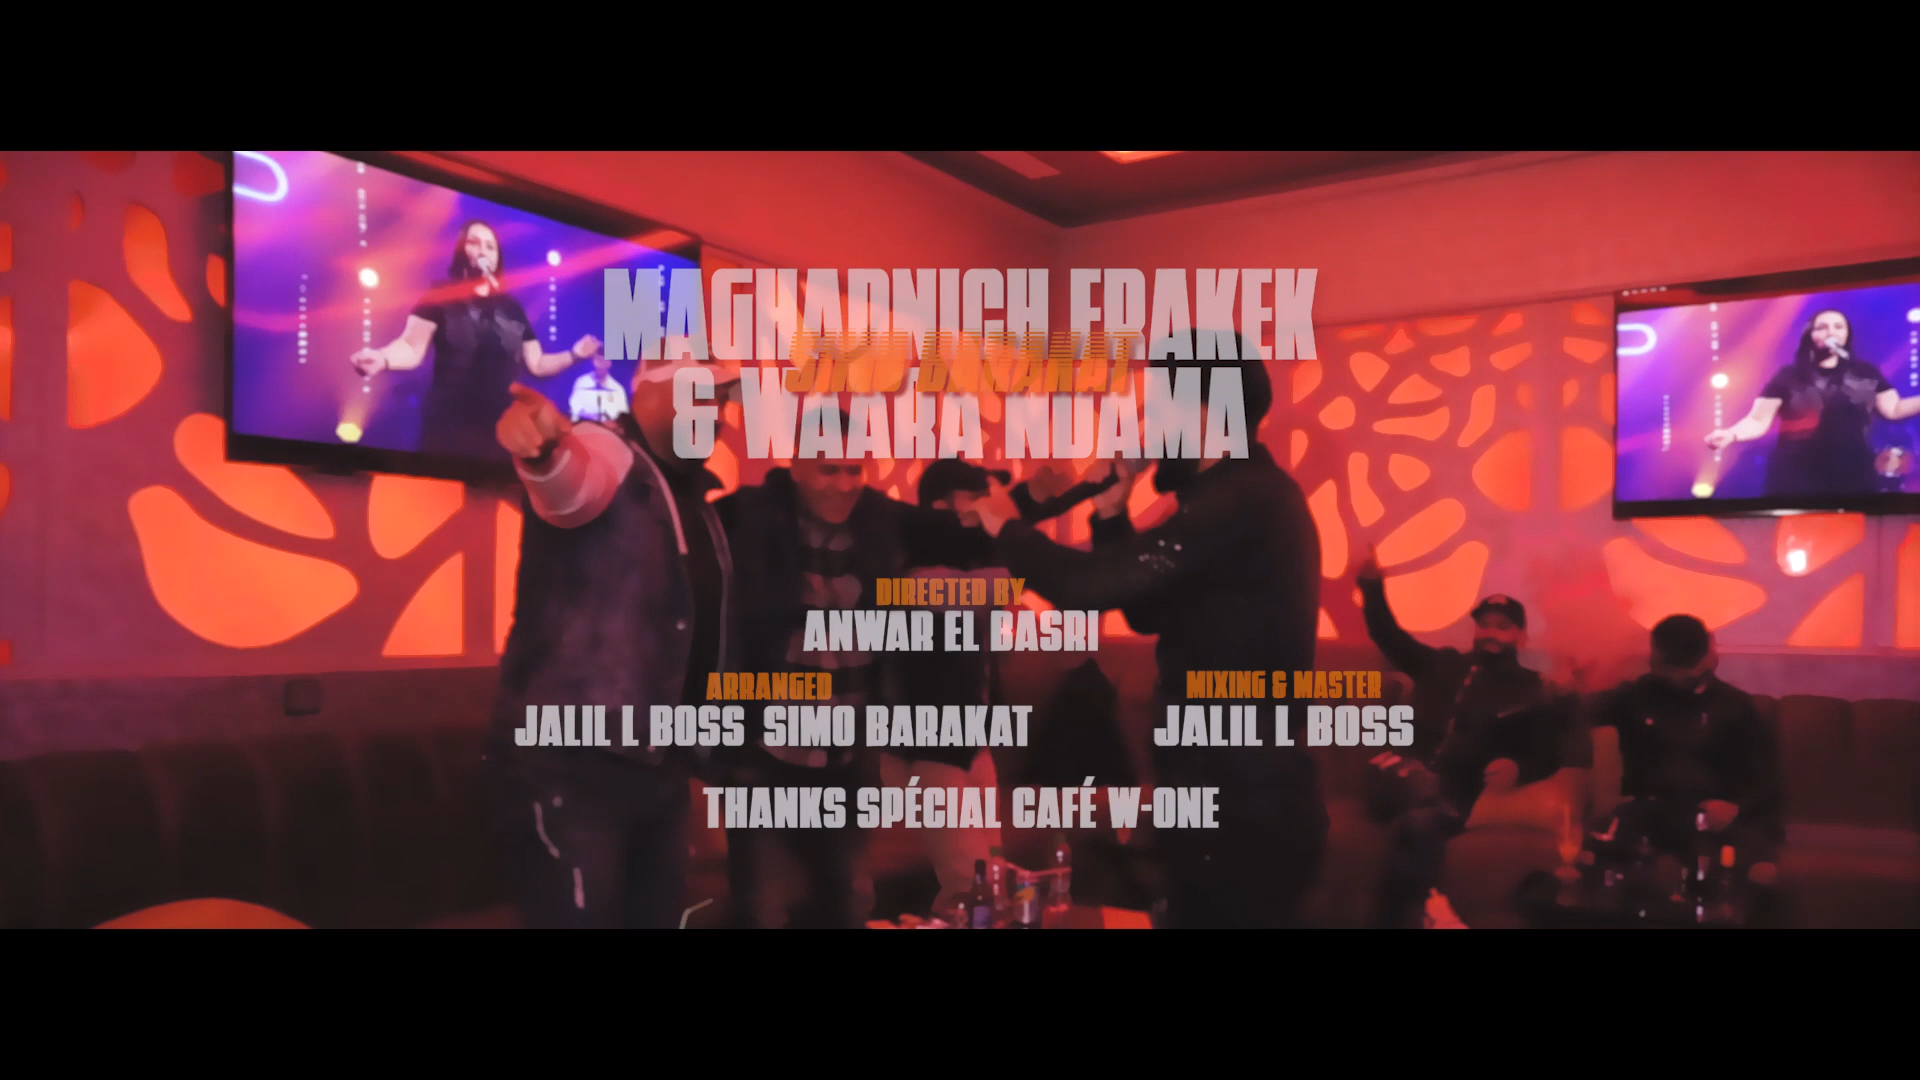 MAGHADNICH FRAKEK
SIMO BARAKAT
& WAARA NDAMA
DIRECTED BY
ANWAR EL BASRI
ARRANGED
JALIL L BOSS SIMO BARAKAT
MIXING & MASTER
JALIL L BOSS
THANKS SPÉCIAL CAFÉ W-ONE